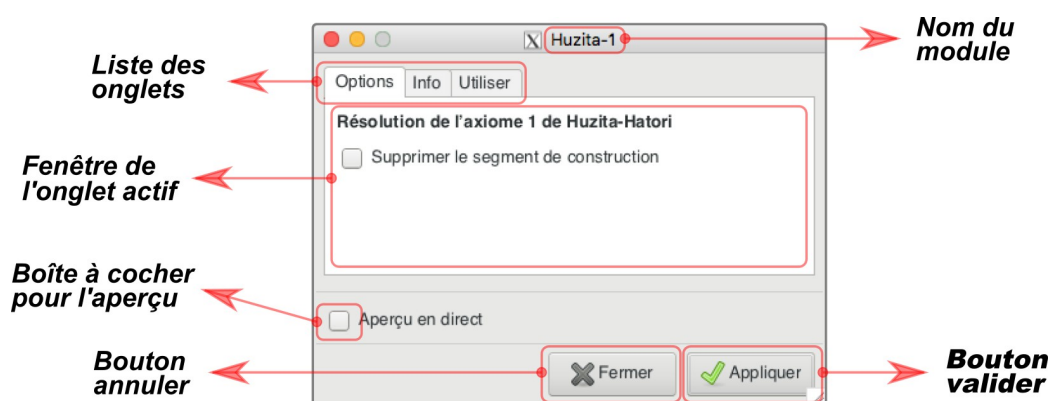 Huzita-1
Nom du
module
Liste des
onglets
Options Info Utiliser
Résolution de l'axiome 1 de Huzita-Hatori
Supprimer le segment de construction
Fenêtre de
l'onglet actif
Boîte à cocher
pour l'aperçu
Aperçu en direct
Bouton
annuler
Fermer
Appliquer
Bouton
valider